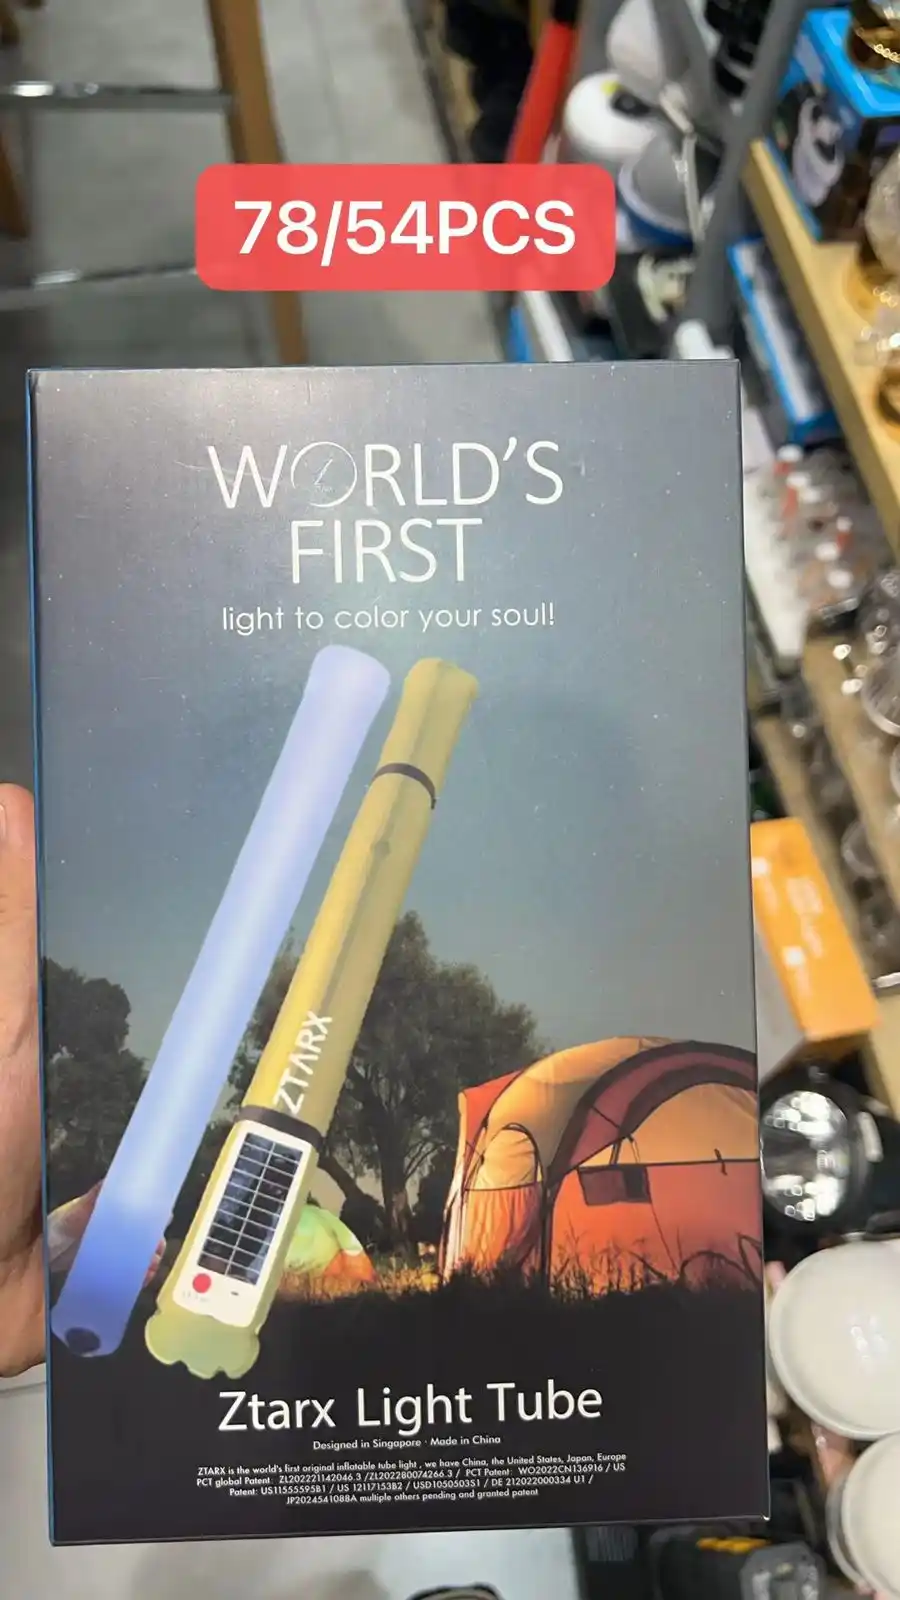 78/54PCS
WORLD'S
FIRST
light to color your soul!
ZTARX
Ztarx Light Tube
Designed in Singapore · Made in China
ZTARX is the world's first original inflatable tube light , we have China, the United States, Japan, Europe
PCT global Patent: ZL202221142046.3 /ZL202280074266.3 / PCT Patent: WO2022CN136916 / US
Patent: US11555595B1 / US 12117153B2 / USD1050503S1 / DE 212022000334 U1 /
JP2024541088A multiple others pending and granted patent